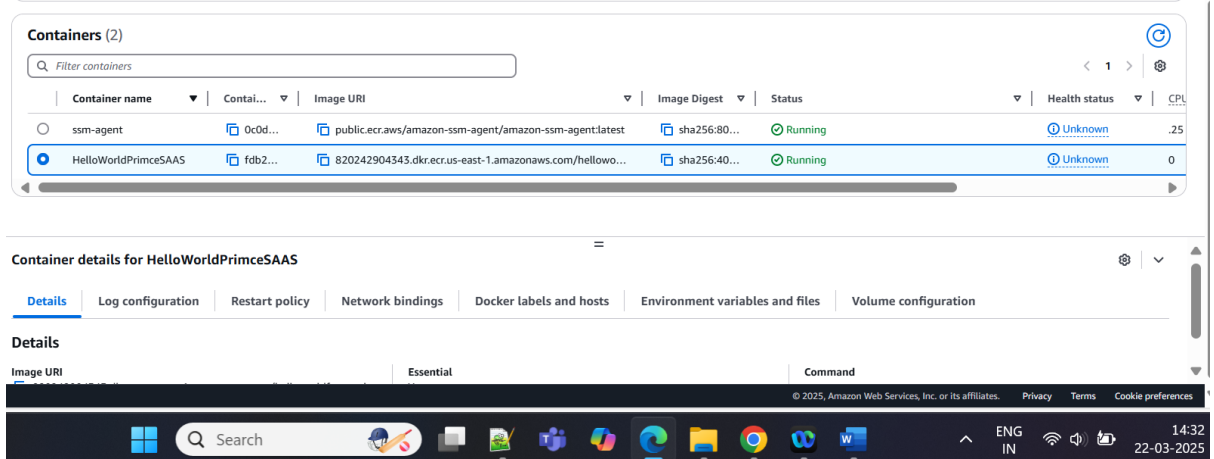 Containers (2)
Filter containers
1
Container name Contai... Image URI Image Digest Status Health status CPU
ssm-agent 0c0d... public.ecr.aws/amazon-ssm-agent/amazon-ssm-agent:latest sha256:80... Running Unknown .25
HelloWorldPrimceSAAS fdb2... 820242904343.dkr.ecr.us-east-1.amazonaws.com/hellowo... sha256:40... Running Unknown 0
Container details for HelloWorldPrimceSAAS
Details Log configuration Restart policy Network bindings Docker labels and hosts Environment variables and files Volume configuration
Details
Image URI Essential Command
© 2025, Amazon Web Services, Inc. or its affiliates. Privacy Terms Cookie preferences
Search
ENG 14:32
IN 22-03-2025